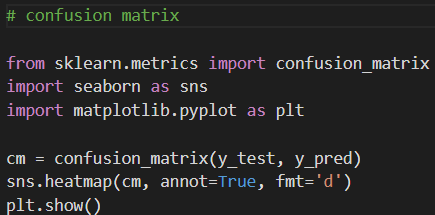 # confusion matrix
from sklearn.metrics import confusion_matrix
import seaborn as sns
import matplotlib.pyplot as plt
cm = confusion_matrix(y_test, y_pred)
sns.heatmap(cm, annot=True, fmt='d')
plt.show()